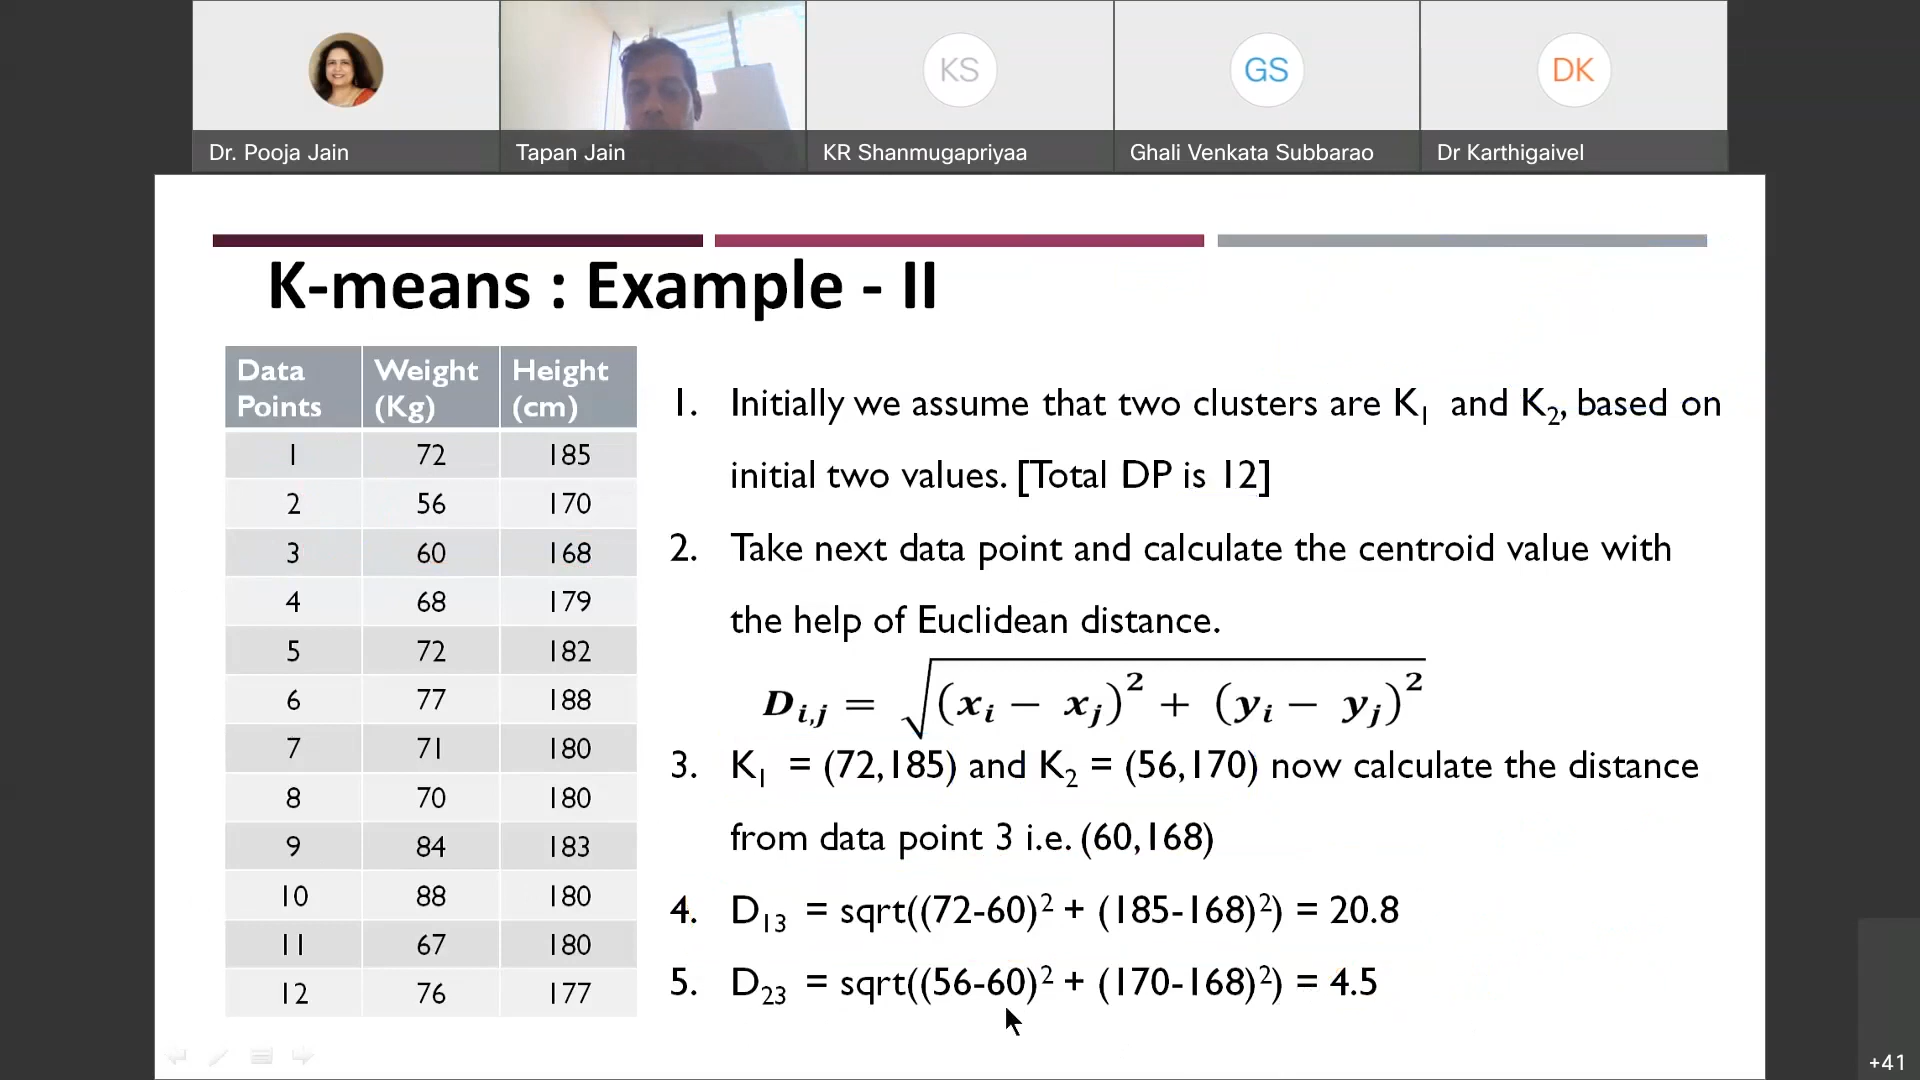 KS
GS
DK
Dr. Pooja Jain
Tapan Jain
KR Shanmugapriyaa
Ghali Venkata Subbarao
Dr Karthigaivel
K-means : Example - II
Data Points Weight (Kg) Height (cm)
1 72 185
2 56 170
3 60 168
4 68 179
5 72 182
6 77 188
7 71 180
8 70 180
9 84 183
10 88 180
11 67 180
12 76 177
1. Initially we assume that two clusters are K₁ and K₂, based on
initial two values. [Total DP is 12]
2. Take next data point and calculate the centroid value with
the help of Euclidean distance.
D_{i,j} = √((x_i − x_j)² + (y_i − y_j)²)
3. K₁ = (72,185) and K₂ = (56,170) now calculate the distance
from data point 3 i.e. (60,168)
4. D₁₃ = sqrt((72-60)² + (185-168)²) = 20.8
5. D₂₃ = sqrt((56-60)² + (170-168)²) = 4.5
+41